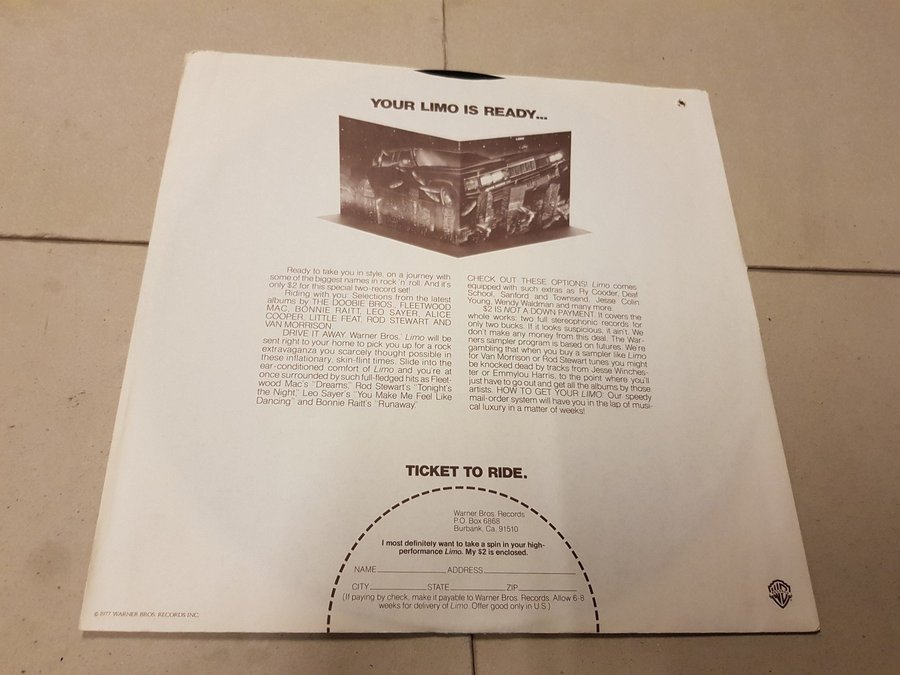 YOUR LIMO IS READY...
Ready to take you in style, on a journey with
some of the biggest names in rock 'n' roll. And it's
only $2 for this special two-record set!
Riding with you: Selections from the latest
albums by THE DOOBIE BROS., FLEETWOOD
MAC, BONNIE RAITT, LEO SAYER, ALICE
COOPER, LITTLE FEAT, ROD STEWART AND
VAN MORRISON.
DRIVE IT AWAY. Warner Bros.' Limo will be
sent right to your home to pick you up for a rock
extravaganza you scarcely thought possible in
these inflationary, skin-flint times. Slide into the
ear-conditioned comfort of Limo and you're at
once surrounded by such full-fledged hits as Fleet-
wood Mac's "Dreams," Rod Stewart's "Tonight's
the Night," Leo Sayer's "You Make Me Feel Like
Dancing" and Bonnie Raitt's "Runaway."
CHECK OUT THESE OPTIONS! Limo comes
equipped with such extras as Ry Cooder, Deaf
School, Sanford and Townsend, Jesse Colin
Young, Wendy Waldman and many more.
$2 IS NOT A DOWN PAYMENT. It covers the
whole works: two full stereophonic records for
only two bucks. If it looks suspicious, it ain't. We
don't make any money from this deal. The War-
ners sampler program is based on futures. We're
gambling that when you buy a sampler like Limo
for Van Morrison or Rod Stewart tunes you might
be knocked dead by tracks from Jesse Winches-
ter or Emmylou Harris, to the point where you'll
just have to go out and get all the albums by those
artists. HOW TO GET YOUR LIMO: Our speedy
mail-order system will have you in the lap of musi-
cal luxury in a matter of weeks!
TICKET TO RIDE.
Warner Bros. Records
P.O. Box 6868
Burbank, Ca. 91510
I most definitely want to take a spin in your high-
performance Limo. My $2 is enclosed.
NAME ADDRESS
CITY STATE ZIP
(If paying by check, make it payable to Warner Bros. Records. Allow 6-8
weeks for delivery of Limo. Offer good only in U.S.)
© 1977 WARNER BROS. RECORDS INC.